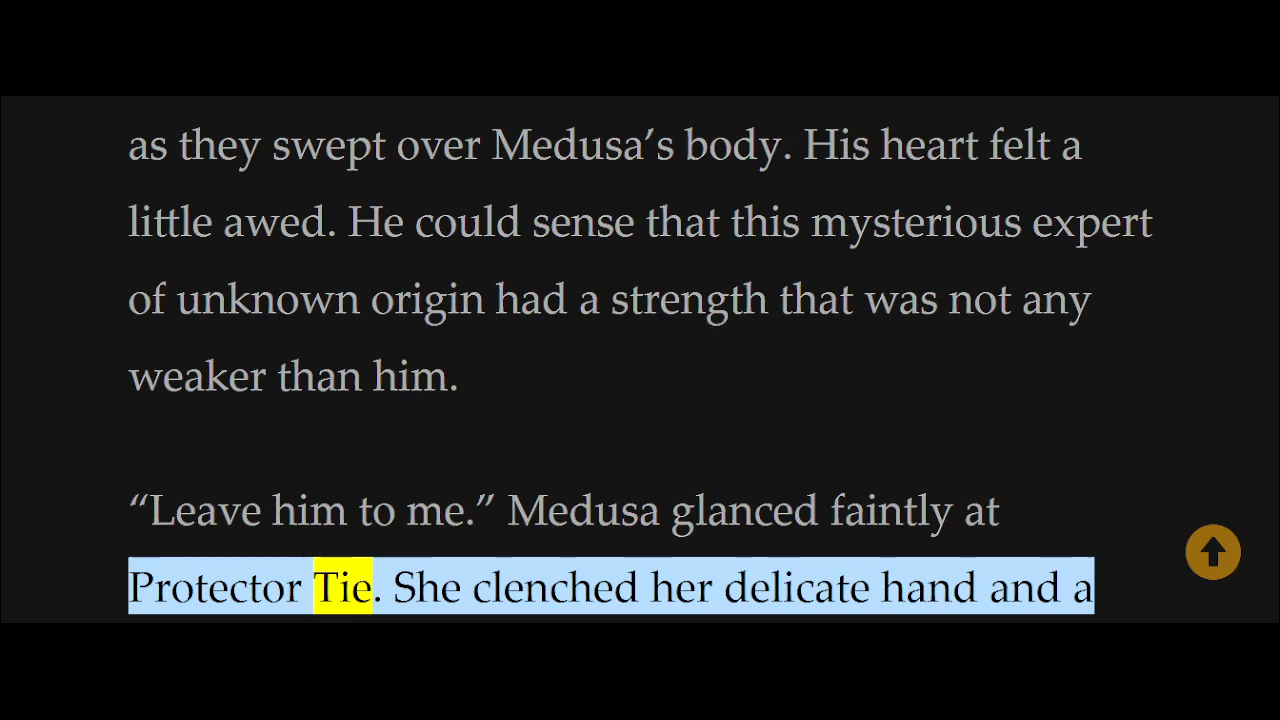 as they swept over Medusa’s body. His heart felt a
little awed. He could sense that this mysterious expert
of unknown origin had a strength that was not any
weaker than him.
“Leave him to me.” Medusa glanced faintly at
Protector Tie. She clenched her delicate hand and a